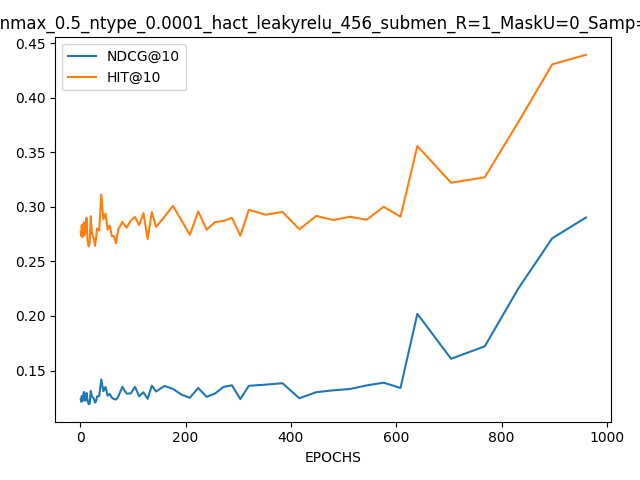 nmax_0.5_ntype_0.0001_hact_leakyrelu_456_submen_R=1_MaskU=0_Samp=
NDCG@10
HIT@10
0.45
0.40
0.35
0.30
0.25
0.20
0.15
0 200 400 600 800 1000
EPOCHS